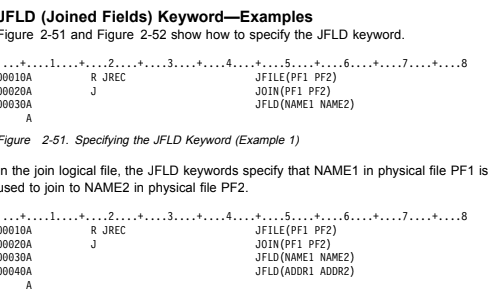 JFLD (Joined Fields) Keyword—Examples
Figure 2-51 and Figure 2-52 show how to specify the JFLD keyword.
...+....1....+....2....+....3....+....4....+....5....+....6....+....7....+....8
00010A R JREC JFILE(PF1 PF2)
00020A J JOIN(PF1 PF2)
00030A JFLD(NAME1 NAME2)
A
Figure 2-51. Specifying the JFLD Keyword (Example 1)
In the join logical file, the JFLD keywords specify that NAME1 in physical file PF1 is
used to join to NAME2 in physical file PF2.
...+....1....+....2....+....3....+....4....+....5....+....6....+....7....+....8
00010A R JREC JFILE(PF1 PF2)
00020A J JOIN(PF1 PF2)
00030A JFLD(NAME1 NAME2)
00040A JFLD(ADDR1 ADDR2)
A